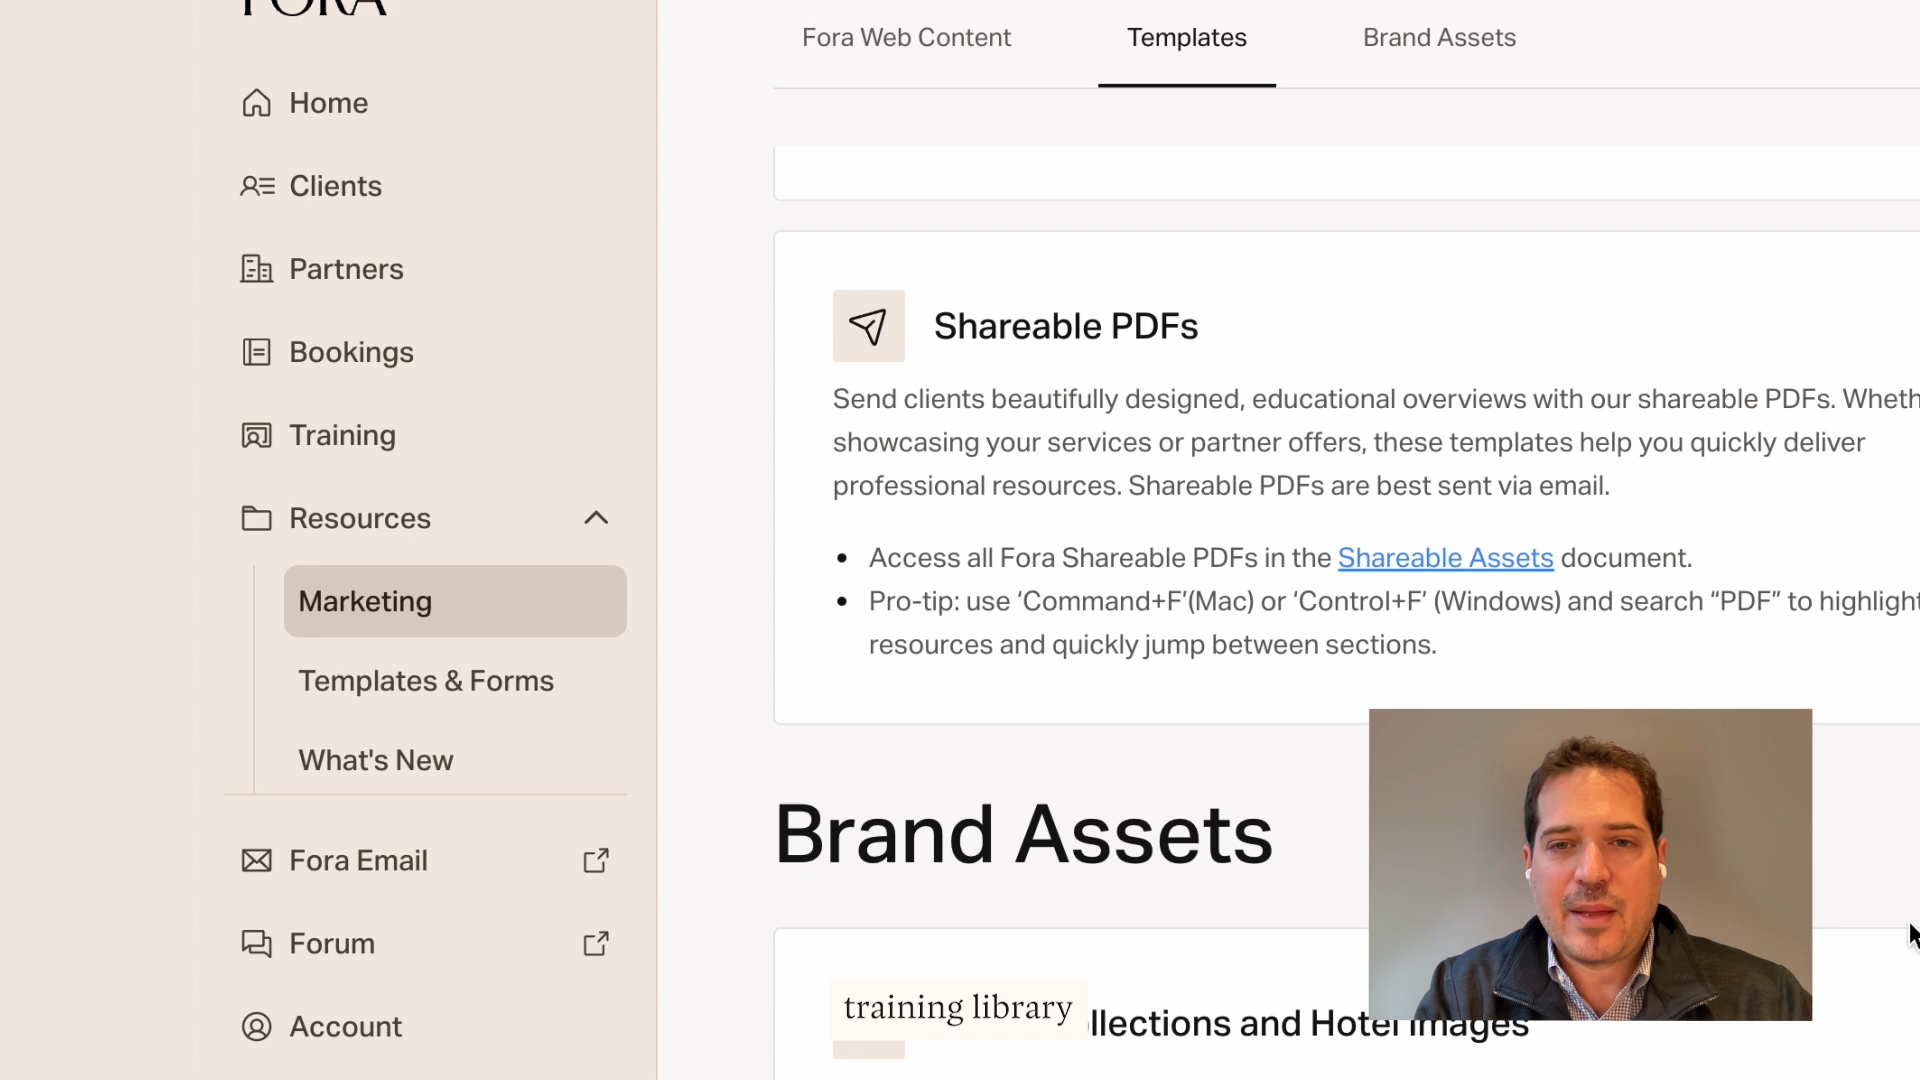 FORA
Home
Clients
Partners
Bookings
Training
Resources
Marketing
Templates & Forms
What's New
Fora Email
Forum
Account
Fora Web Content
Templates
Brand Assets
Shareable PDFs
Send clients beautifully designed, educational overviews with our shareable PDFs. Wheth
showcasing your services or partner offers, these templates help you quickly deliver
professional resources. Shareable PDFs are best sent via email.
• Access all Fora Shareable PDFs in the Shareable Assets document.
• Pro-tip: use ‘Command+F’(Mac) or ‘Control+F’ (Windows) and search “PDF” to highlight
resources and quickly jump between sections.
Brand Assets
training library
llections and Hotel Images